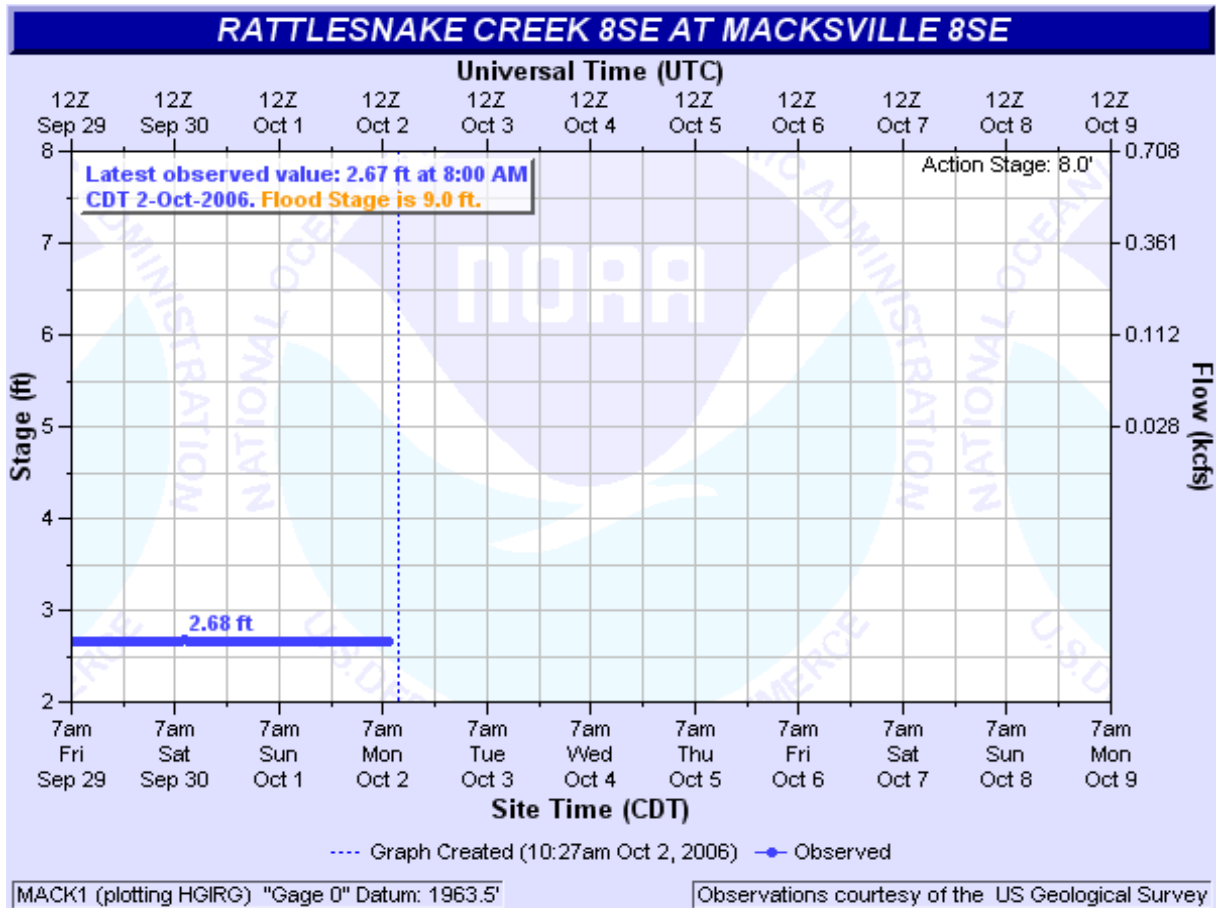 RATTLESNAKE CREEK 8SE AT MACKSVILLE 8SE
Universal Time (UTC)
12Z 12Z 12Z 12Z 12Z 12Z 12Z 12Z 12Z 12Z 12Z
Sep 29 Sep 30 Oct 1 Oct 2 Oct 3 Oct 4 Oct 5 Oct 6 Oct 7 Oct 8 Oct 9
Latest observed value: 2.67 ft at 8:00 AM
CDT 2-Oct-2006. Flood Stage is 9.0 ft.
Action Stage: 8.0'
Stage (ft)
8
7
6
5
4
3
2
Flow (kcfs)
0.708
0.361
0.112
0.028
NOAA
NATIONAL OCEANIC ADMINISTRATION
U.S. DEP
MMERCE
2.68 ft
7am 7am 7am 7am 7am 7am 7am 7am 7am 7am 7am
Fri Sat Sun Mon Tue Wed Thu Fri Sat Sun Mon
Sep 29 Sep 30 Oct 1 Oct 2 Oct 3 Oct 4 Oct 5 Oct 6 Oct 7 Oct 8 Oct 9
Site Time (CDT)
Graph Created (10:27am Oct 2, 2006) Observed
MACK1 (plotting HGIRG) "Gage 0" Datum: 1963.5'
Observations courtesy of the US Geological Survey